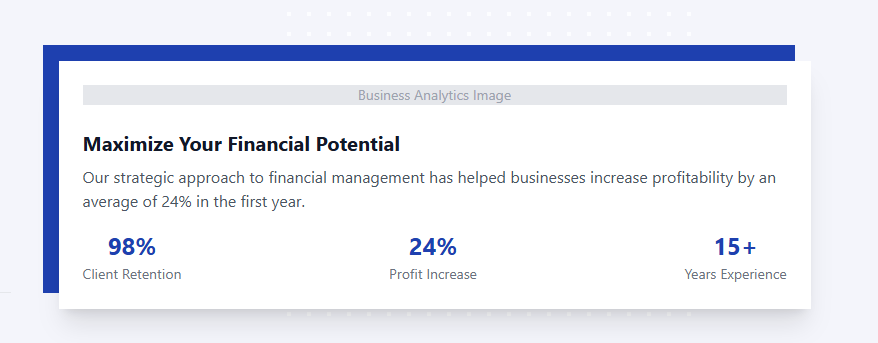 Business Analytics Image
Maximize Your Financial Potential
Our strategic approach to financial management has helped businesses increase profitability by an
average of 24% in the first year.
98%
Client Retention
24%
Profit Increase
15+
Years Experience